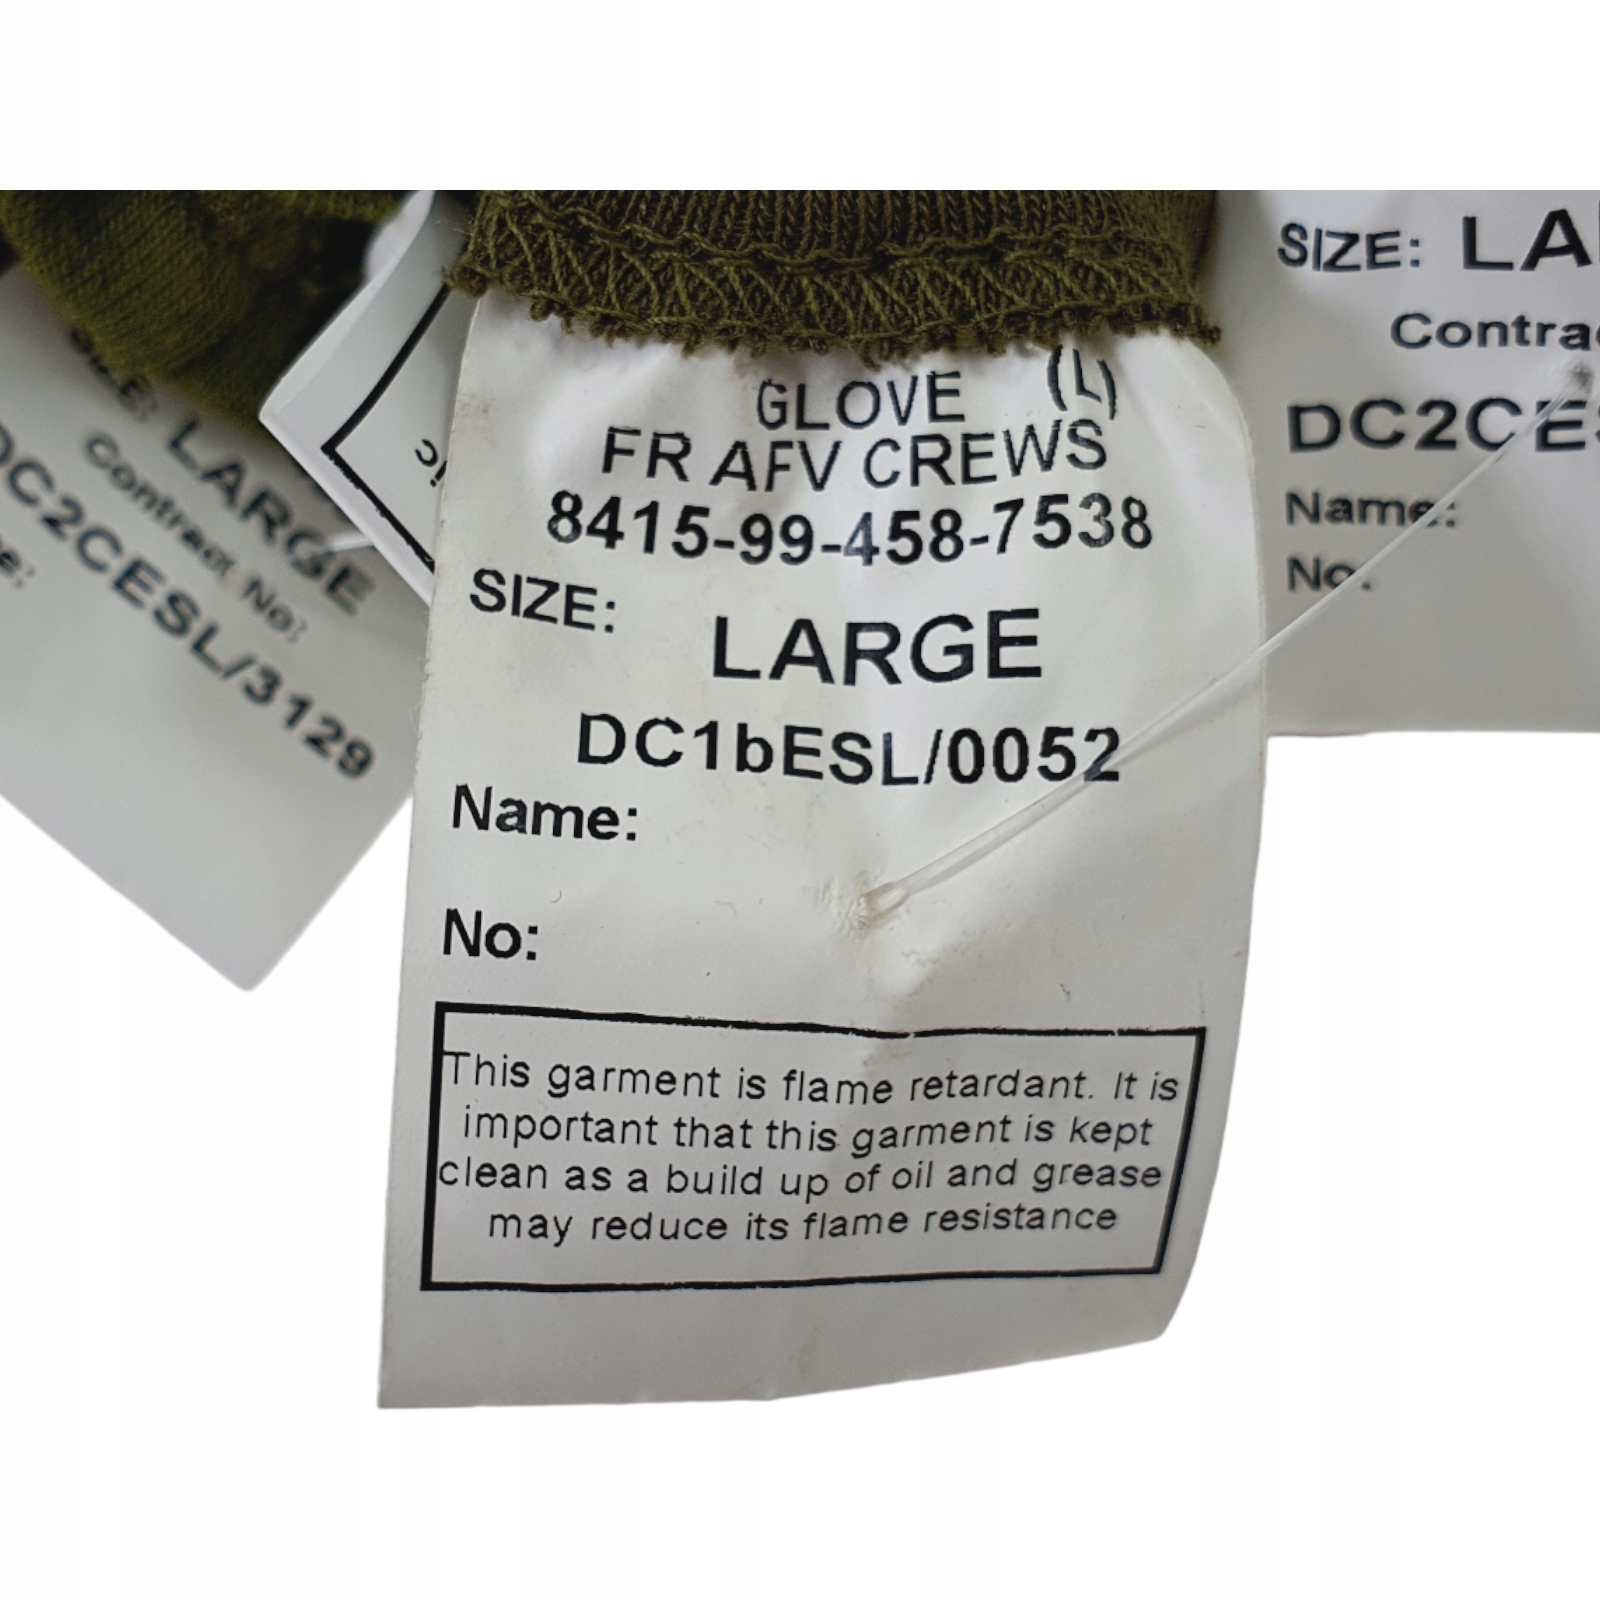 GLOVE (L)
FR AFV CREWS
8415-99-458-7538
SIZE: LARGE
DC1bESL/0052
Name:
No:
This garment is flame retardant. It is
important that this garment is kept
clean as a build up of oil and grease
may reduce its flame resistance
SIZE: LARGE
Contract No:
DC2CESL/3129
SIZE:
Name:
No: